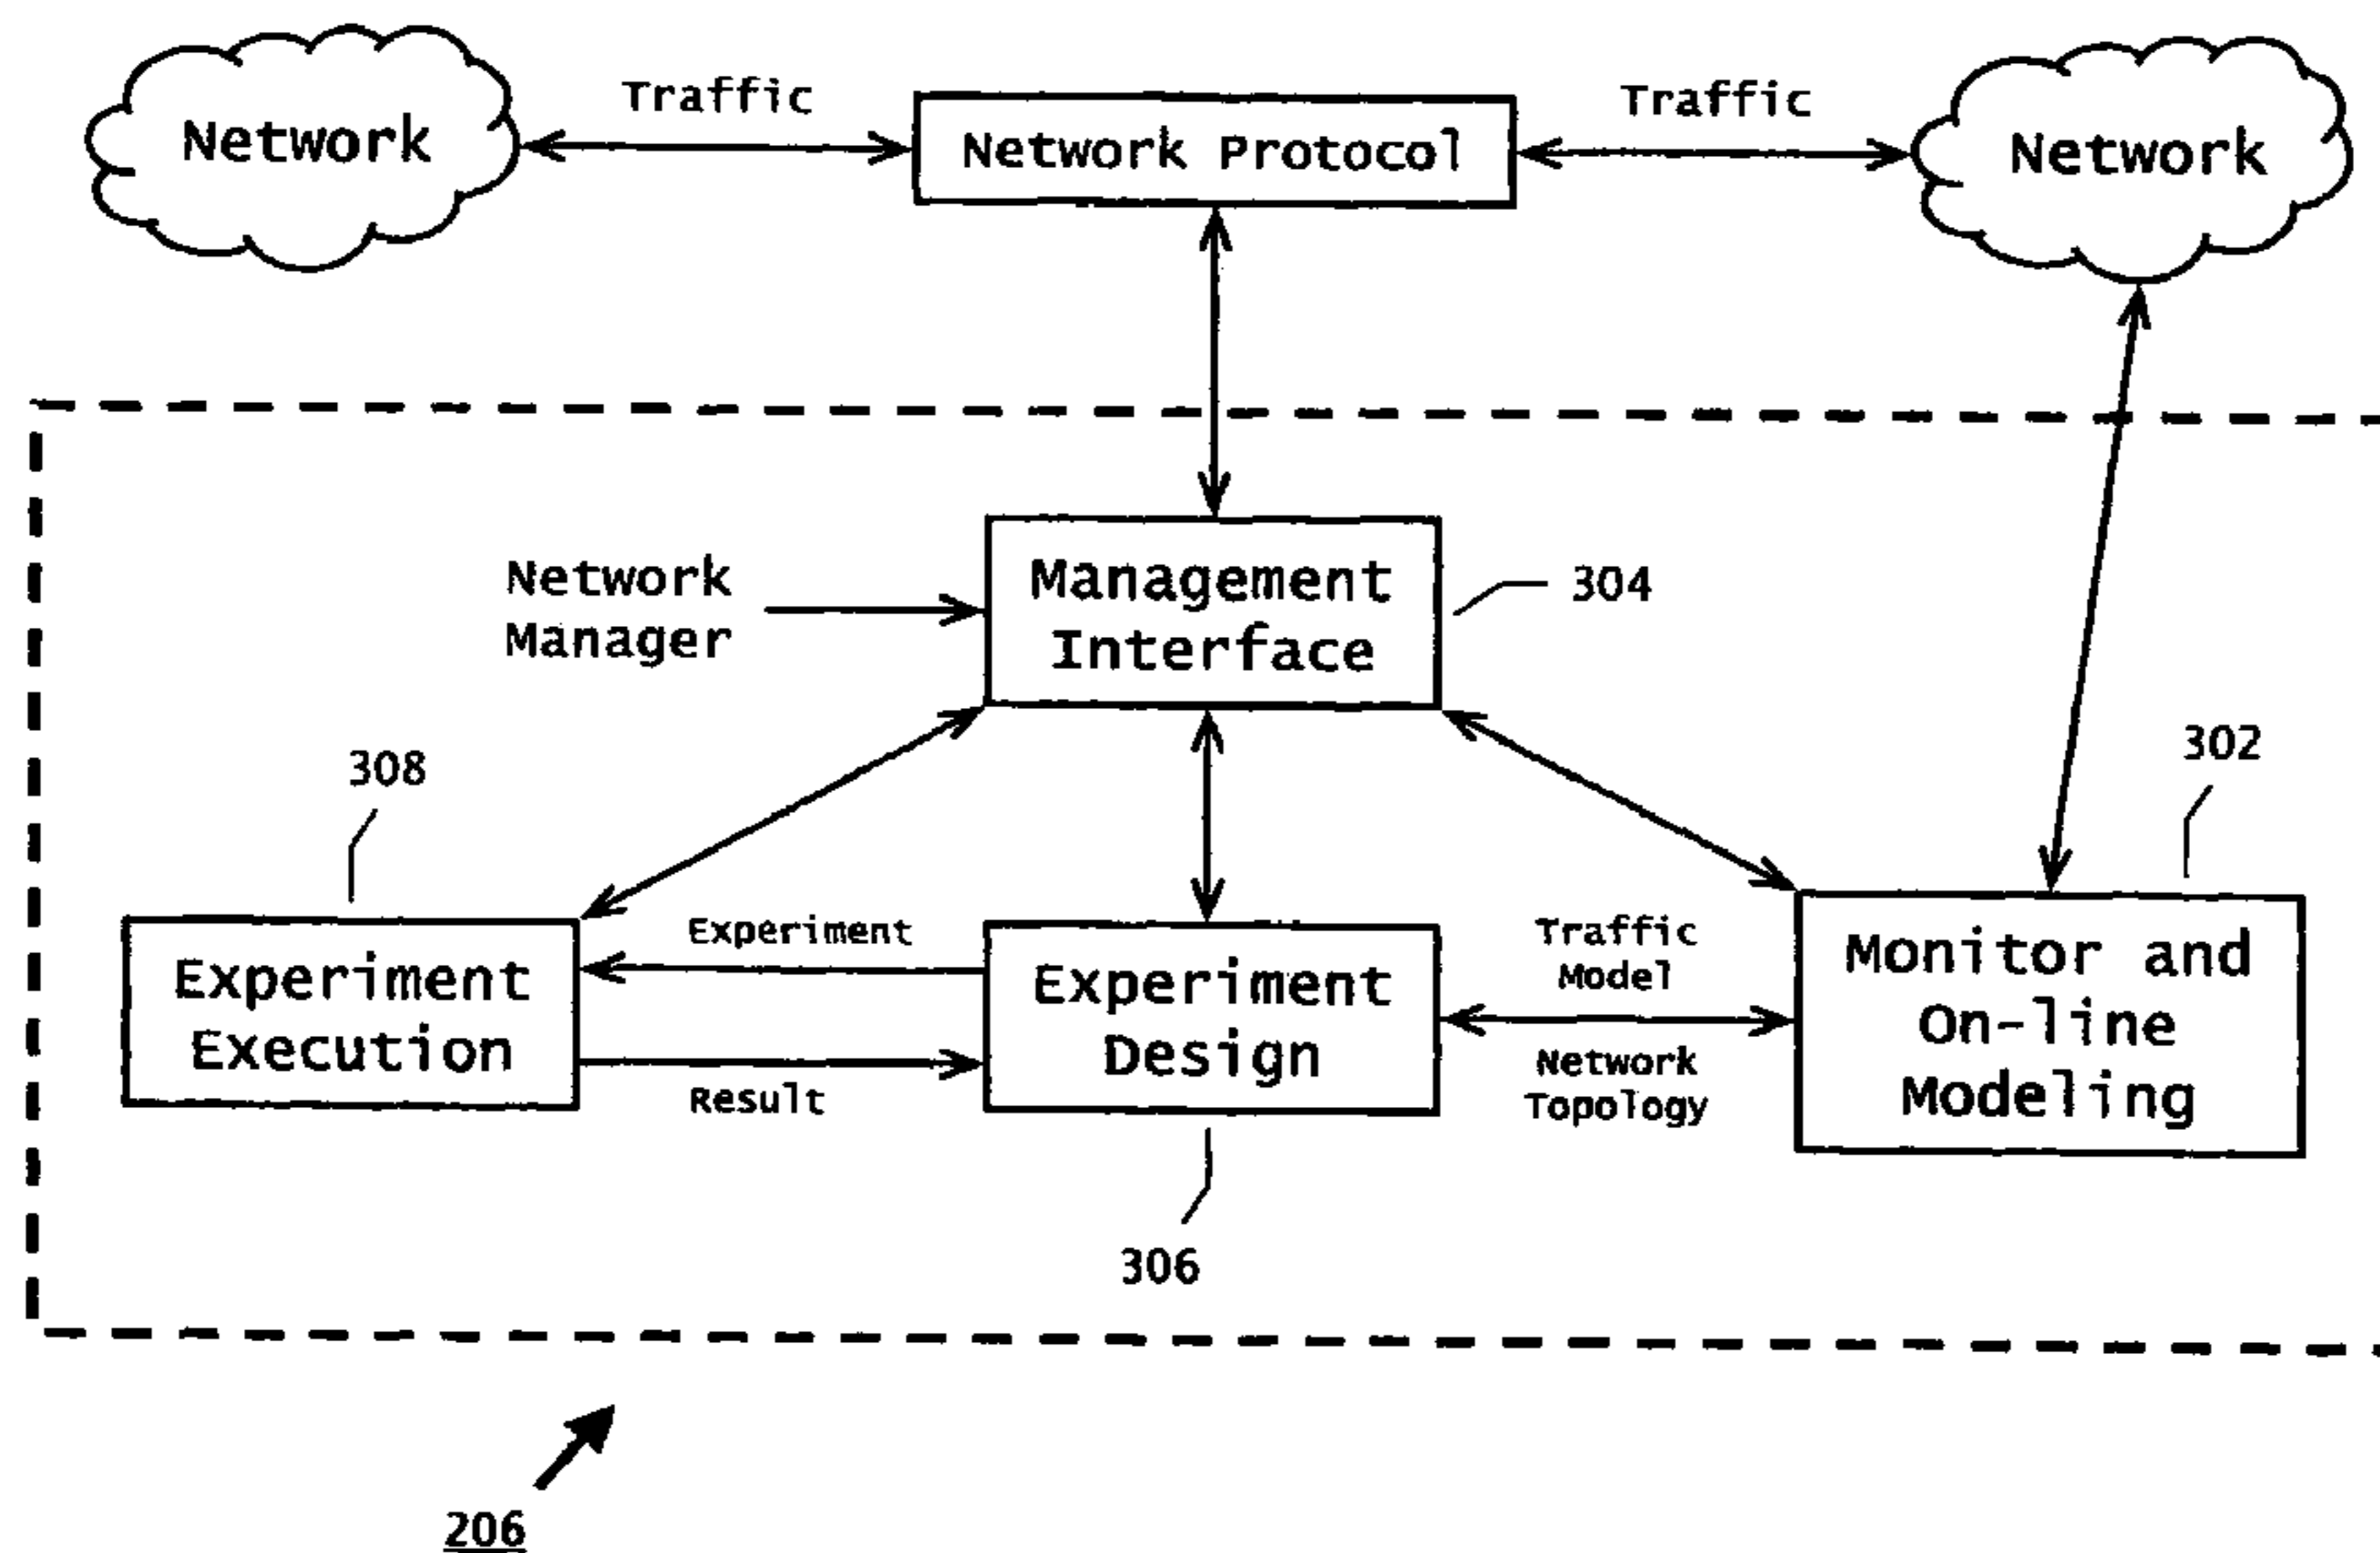 Network
Traffic
Network Protocol
Traffic
Network
Network
Manager
Management
Interface
304
308
302
Experiment
Execution
Experiment
Result
Experiment
Design
306
Traffic
Model
Network
Topology
Monitor and
On-line
Modeling
206